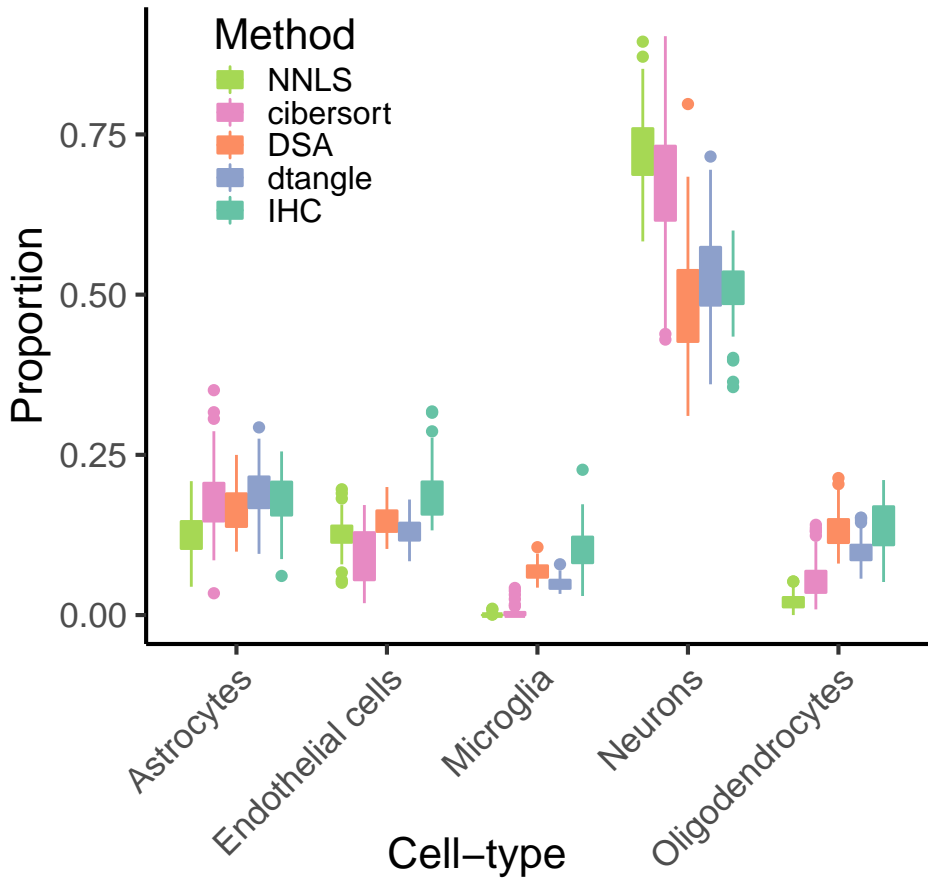 Method
NNLS
cibersort
DSA
dtangle
IHC
Proportion
0.75
0.50
0.25
0.00
Astrocytes
Endothelial cells
Microglia
Neurons
Oligodendrocytes
Cell−type